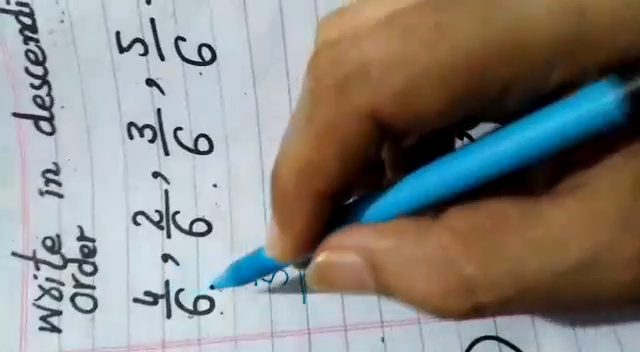 Write in descendi
order
4/6, 2/6, 3/6, 5/6